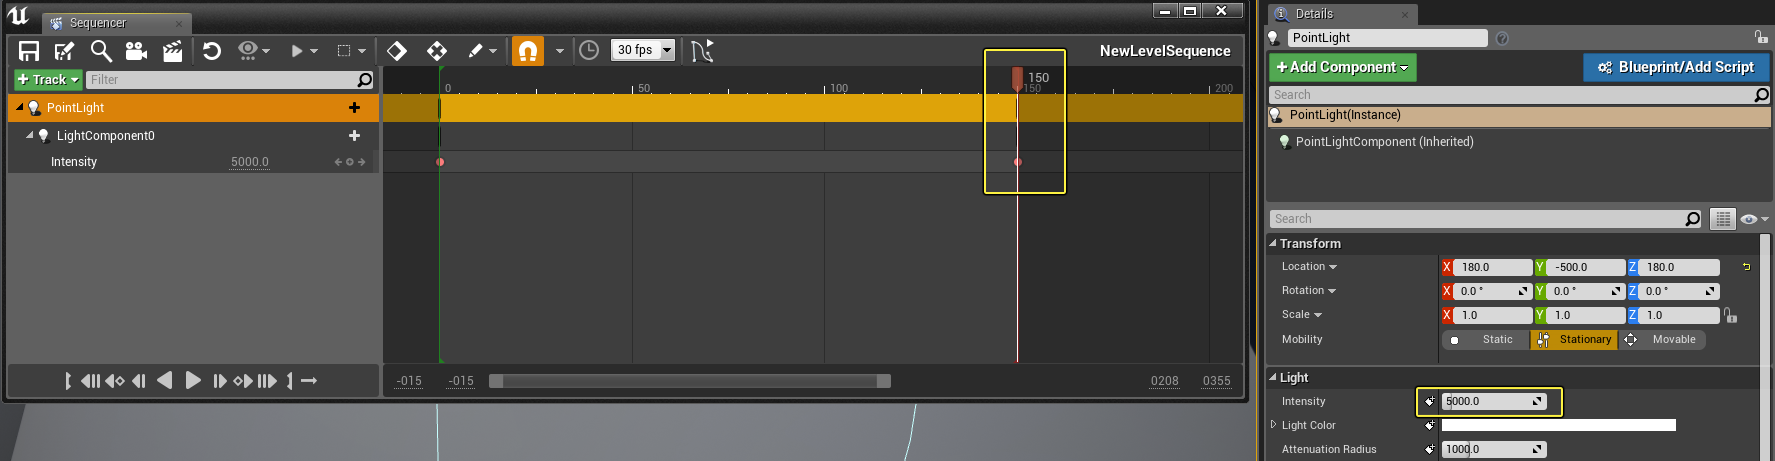 Sequencer
30 fps
NewLevelSequence
Track
Filter
150
0
50
100
150
200
PointLight
LightComponent0
Intensity
5000.0
-015
-015
0208
0355
Details
PointLight
Add Component
Blueprint/Add Script
Search
PointLight(Instance)
PointLightComponent (Inherited)
Search
Transform
Location X 180.0 Y -500.0 Z 180.0
Rotation X 0.0 ° Y 0.0 ° Z 0.0 °
Scale X 1.0 Y 1.0 Z 1.0
Mobility Static Stationary Movable
Light
Intensity 5000.0
Light Color
Attenuation Radius 1000.0